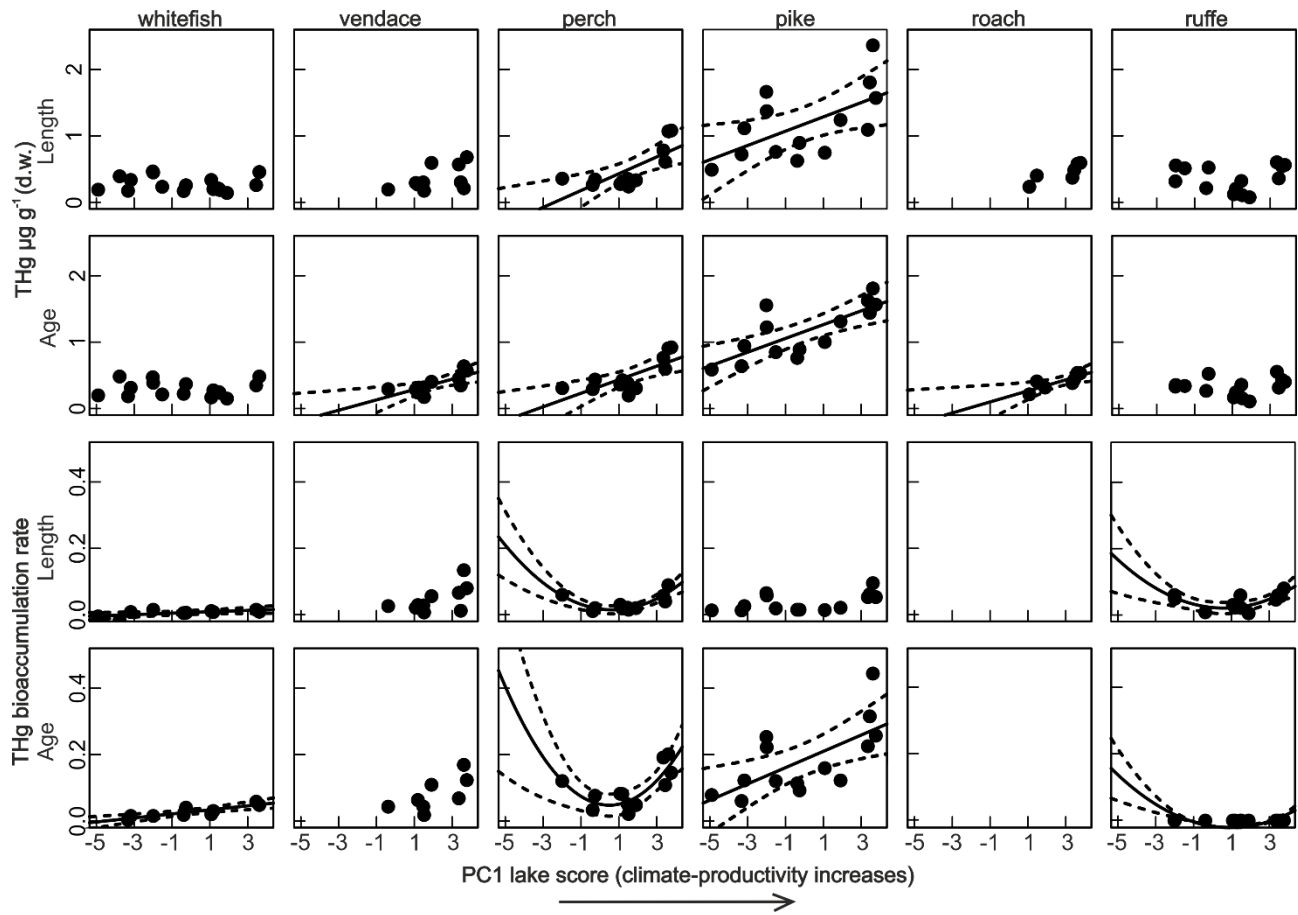 whitefish vendace perch pike roach ruffe
THg µg g⁻¹ (d.w.)
Length
0 1 2
Age
0 1 2
THg bioaccumulation rate
Length
0.0 0.2 0.4
Age
0.0 0.2 0.4
-5 -3 -1 1 3 -5 -3 -1 1 3 -5 -3 -1 1 3 -5 -3 -1 1 3 -5 -3 -1 1 3 -5 -3 -1 1 3
PC1 lake score (climate-productivity increases)